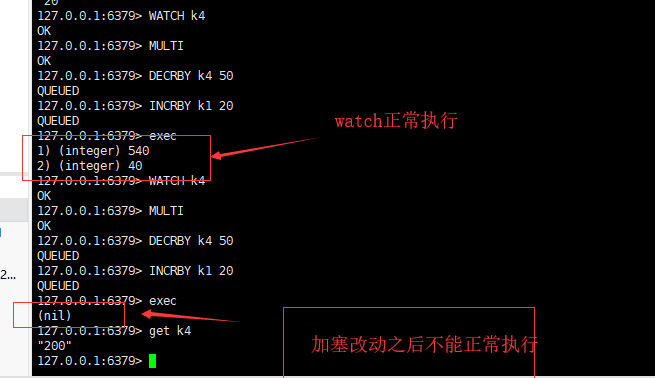 20
127.0.0.1:6379> WATCH k4
OK
127.0.0.1:6379> MULTI
OK
127.0.0.1:6379> DECRBY k4 50
QUEUED
127.0.0.1:6379> INCRBY k1 20
QUEUED
127.0.0.1:6379> exec
1) (integer) 540
2) (integer) 40
127.0.0.1:6379> WATCH k4
OK
127.0.0.1:6379> MULTI
OK
127.0.0.1:6379> DECRBY k4 50
QUEUED
127.0.0.1:6379> INCRBY k1 20
QUEUED
127.0.0.1:6379> exec
(nil)
127.0.0.1:6379> get k4
"200"
127.0.0.1:6379>
watch正常执行
加塞改动之后不能正常执行
2...